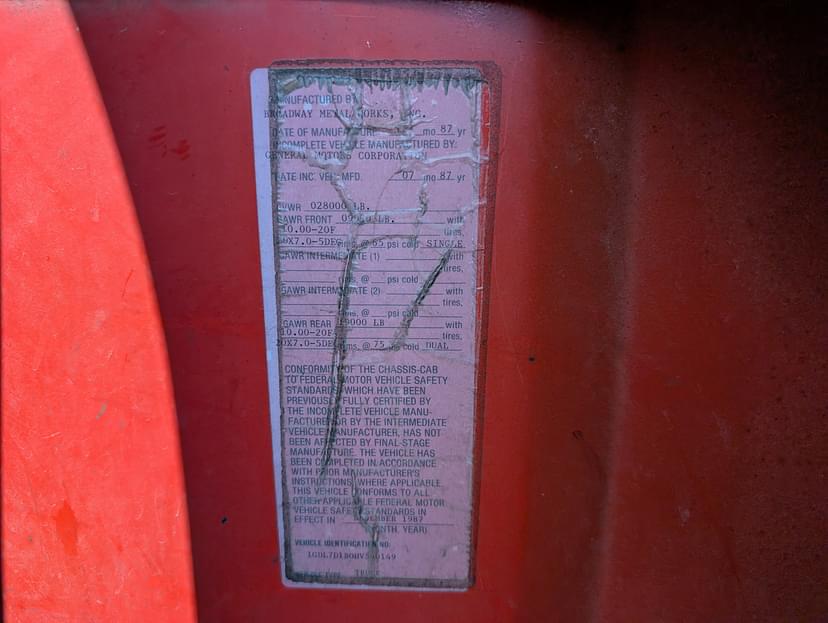 MANUFACTURED BY
BROADWAY METAL WORKS, INC.
DATE OF MANUFACTURE mo 87 yr
INCOMPLETE VEHICLE MANUFACTURED BY:
GENERAL MOTORS CORPORATION
DATE INC. VEH. MFD. 07 mo 87 yr
GVWR 028000 LB.
GAWR FRONT LB. with
10.00-20F tires,
20X7.0-5DEG rims, @ 65 psi cold SINGLE
GAWR INTERMEDIATE (1) with
tires,
rims, @ psi cold
GAWR INTERMEDIATE (2) with
tires,
rims, @ psi cold
GAWR REAR 19000 LB with
10.00-20F tires,
20X7.0-5DEG rims, @ 75 psi cold DUAL
CONFORMITY OF THE CHASSIS-CAB
TO FEDERAL MOTOR VEHICLE SAFETY
STANDARDS, WHICH HAVE BEEN
PREVIOUSLY FULLY CERTIFIED BY
THE INCOMPLETE VEHICLE MANU-
FACTURER OR BY THE INTERMEDIATE
VEHICLE MANUFACTURER, HAS NOT
BEEN AFFECTED BY FINAL-STAGE
MANUFACTURE. THE VEHICLE HAS
BEEN COMPLETED IN ACCORDANCE
WITH PRIOR MANUFACTURER'S
INSTRUCTIONS, WHERE APPLICABLE.
THIS VEHICLE CONFORMS TO ALL
OTHER APPLICABLE FEDERAL MOTOR
VEHICLE SAFETY STANDARDS IN
EFFECT IN 1987
(MONTH, YEAR)
VEHICLE IDENTIFICATION NO:
TRUCK